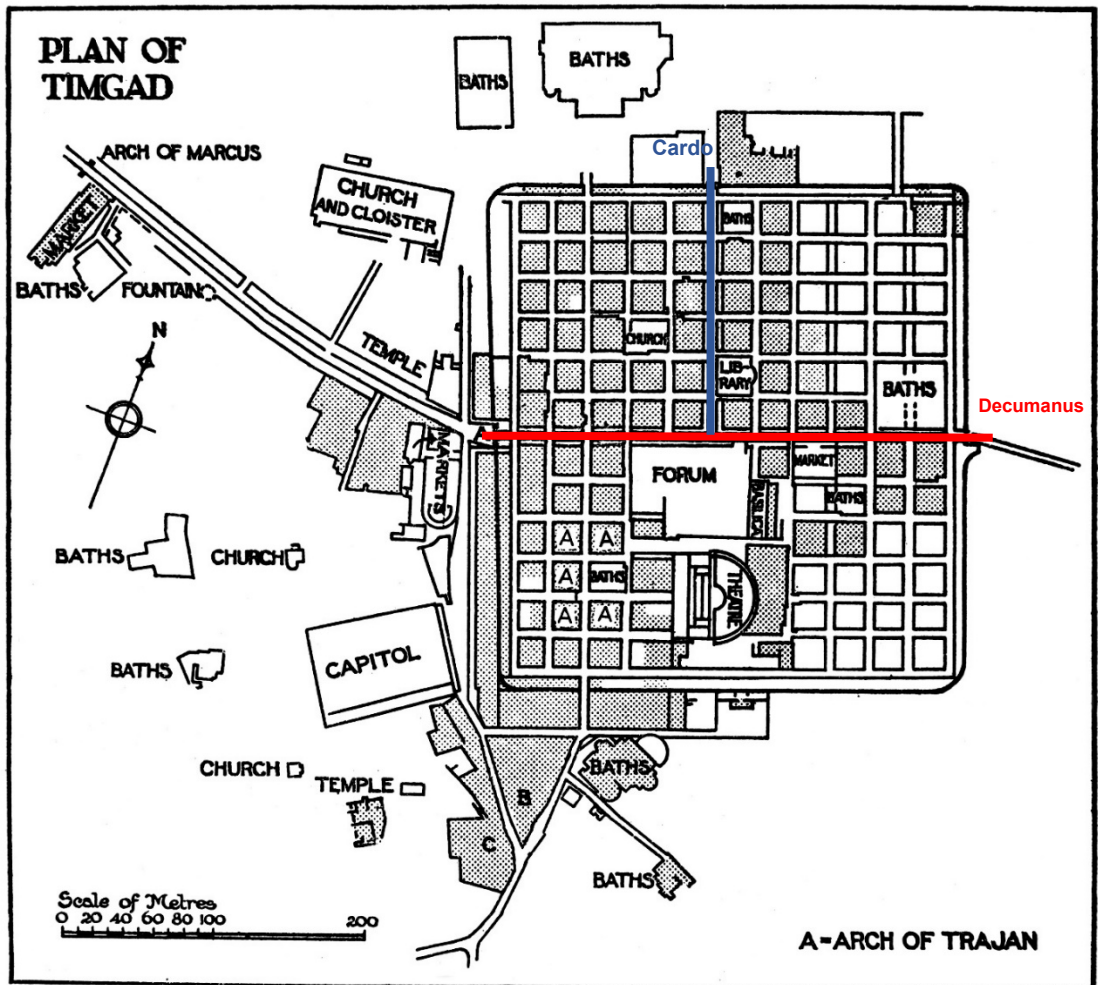 PLAN OF
TIMGAD
BATHS
BATHS
Cardo
ARCH OF MARCUS
CHURCH
AND CLOISTER
MARKET
BATHS
BATHS
FOUNTAIN
N
TEMPLE
CHURCH
LIB-
RARY
BATHS
Decumanus
A
MARKETS
FORUM
MARKET
BASILICA
BATHS
BATHS
CHURCH
A
A
A
BATHS
THEATRE
A
A
CAPITOL
BATHS
CHURCH
TEMPLE
BATHS
B
C
BATHS
Scale of Metres
0 20 40 60 80 100 200
A=ARCH OF TRAJAN